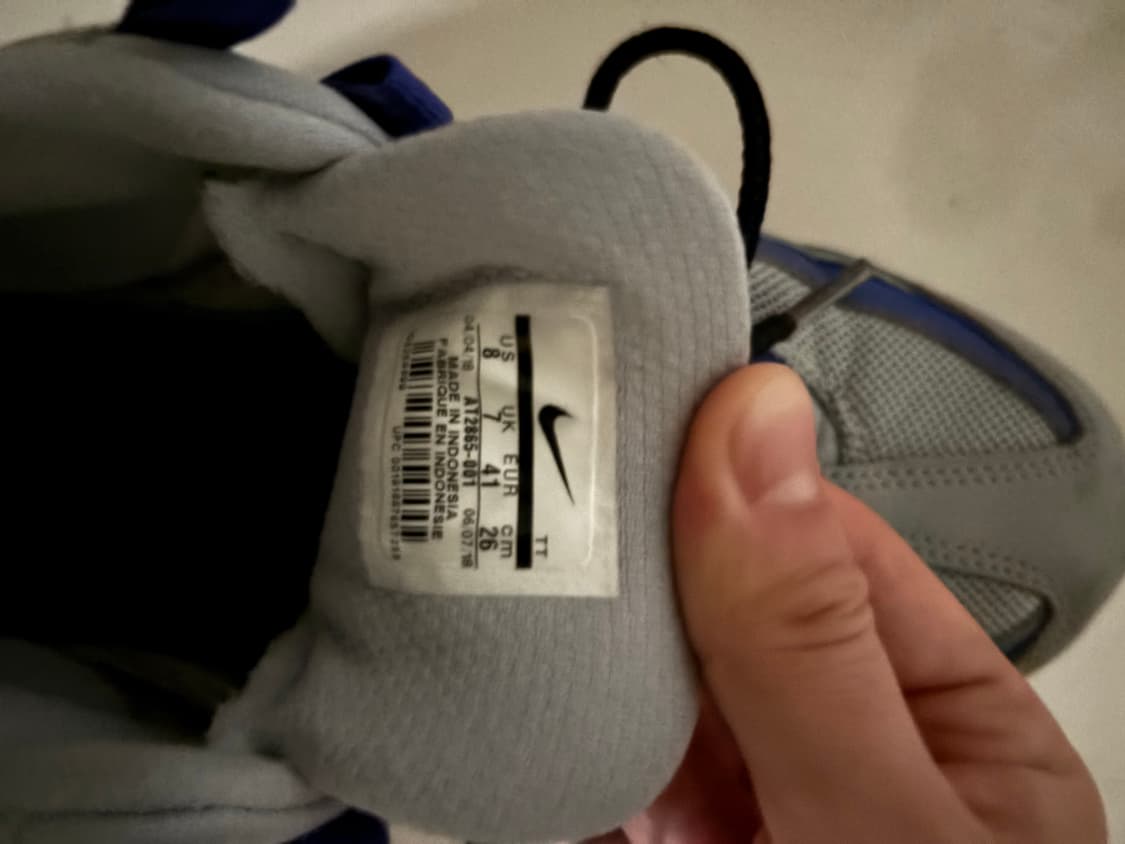 TT
US UK EUR cm
8 7 41 26
04/04/18 AT2865-001 06/07/18
MADE IN INDONESIA
FABRIQUE EN INDONESIE
UPC